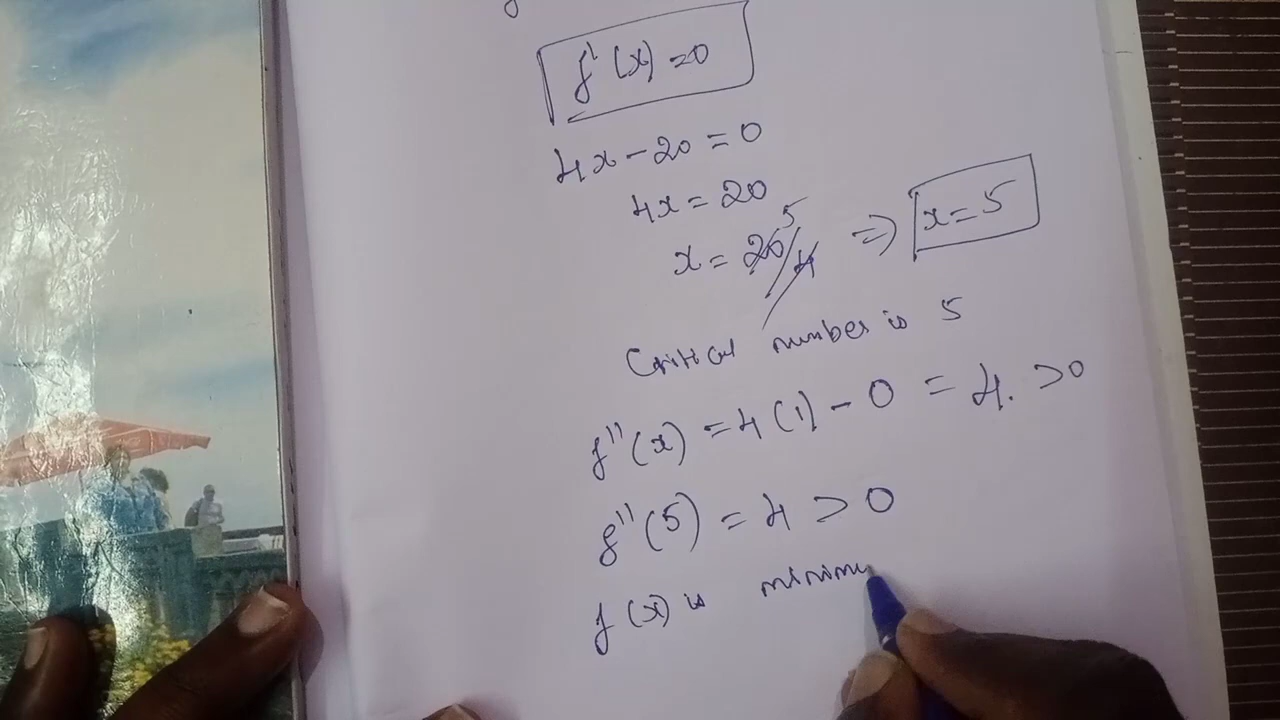 f'(x) = 0
4x - 20 = 0
4x = 20
x = 20/4 5 => x = 5
Critical number is 5
f''(x) = 4(1) - 0 = 4. > 0
f''(5) = 4 > 0
f(x) is minimu